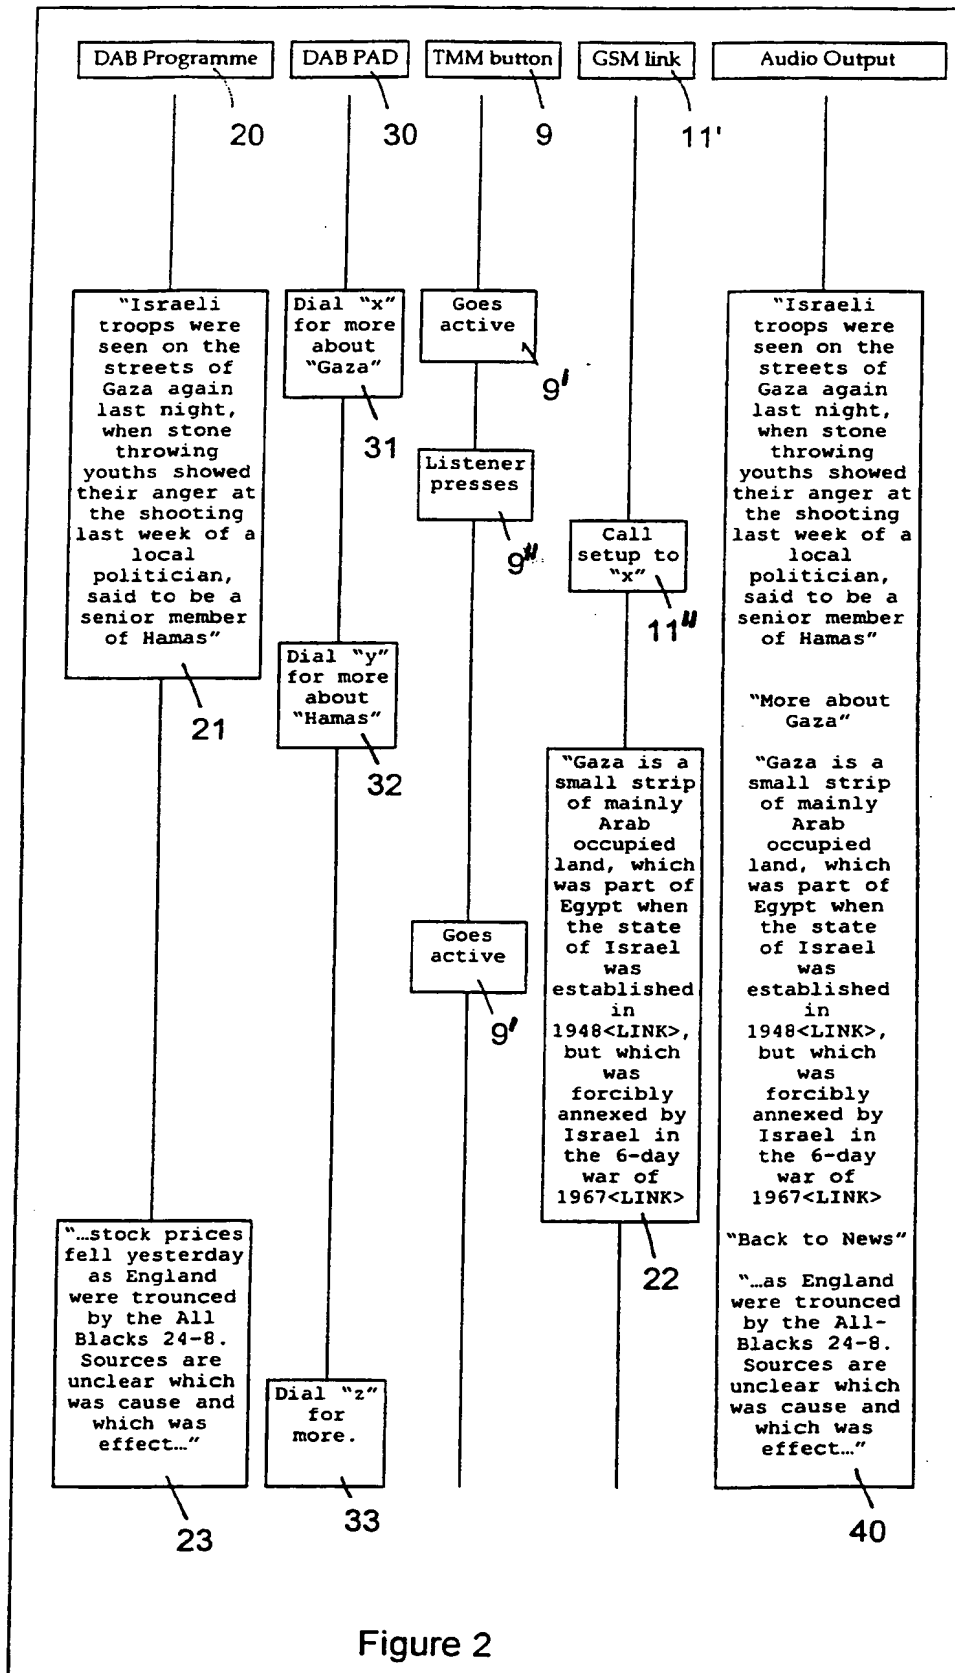 DAB Programme
DAB PAD
TMM button
GSM link
Audio Output
20
30
9
11'
"Israeli
troops were
seen on the
streets of
Gaza again
last night,
when stone
throwing
youths showed
their anger at
the shooting
last week of a
local
politician,
said to be a
senior member
of Hamas"
21
"…stock prices
fell yesterday
as England
were trounced
by the All
Blacks 24-8.
Sources are
unclear which
was cause and
which was
effect…"
23
Dial "x"
for more
about
"Gaza"
31
Dial "y"
for more
about
"Hamas"
32
Dial "z"
for
more.
33
Goes
active
9'
Listener
presses
9"
Goes
active
9'
Call
setup to
"x"
11"
"Gaza is a
small strip
of mainly
Arab
occupied
land, which
was part of
Egypt when
the state
of Israel
was
established
in
1948<LINK>,
but which
was
forcibly
annexed by
Israel in
the 6-day
war of
1967<LINK>
22
"Israeli
troops were
seen on the
streets of
Gaza again
last night,
when stone
throwing
youths showed
their anger at
the shooting
last week of a
local
politician,
said to be a
senior member
of Hamas"
"More about
Gaza"
"Gaza is a
small strip
of mainly
Arab
occupied
land, which
was part of
Egypt when
the state
of Israel
was
established
in
1948<LINK>,
but which
was
forcibly
annexed by
Israel in
the 6-day
war of
1967<LINK>
"Back to News"
"…as England
were trounced
by the All-
Blacks 24-8.
Sources are
unclear which
was cause and
which was
effect…"
40
Figure 2